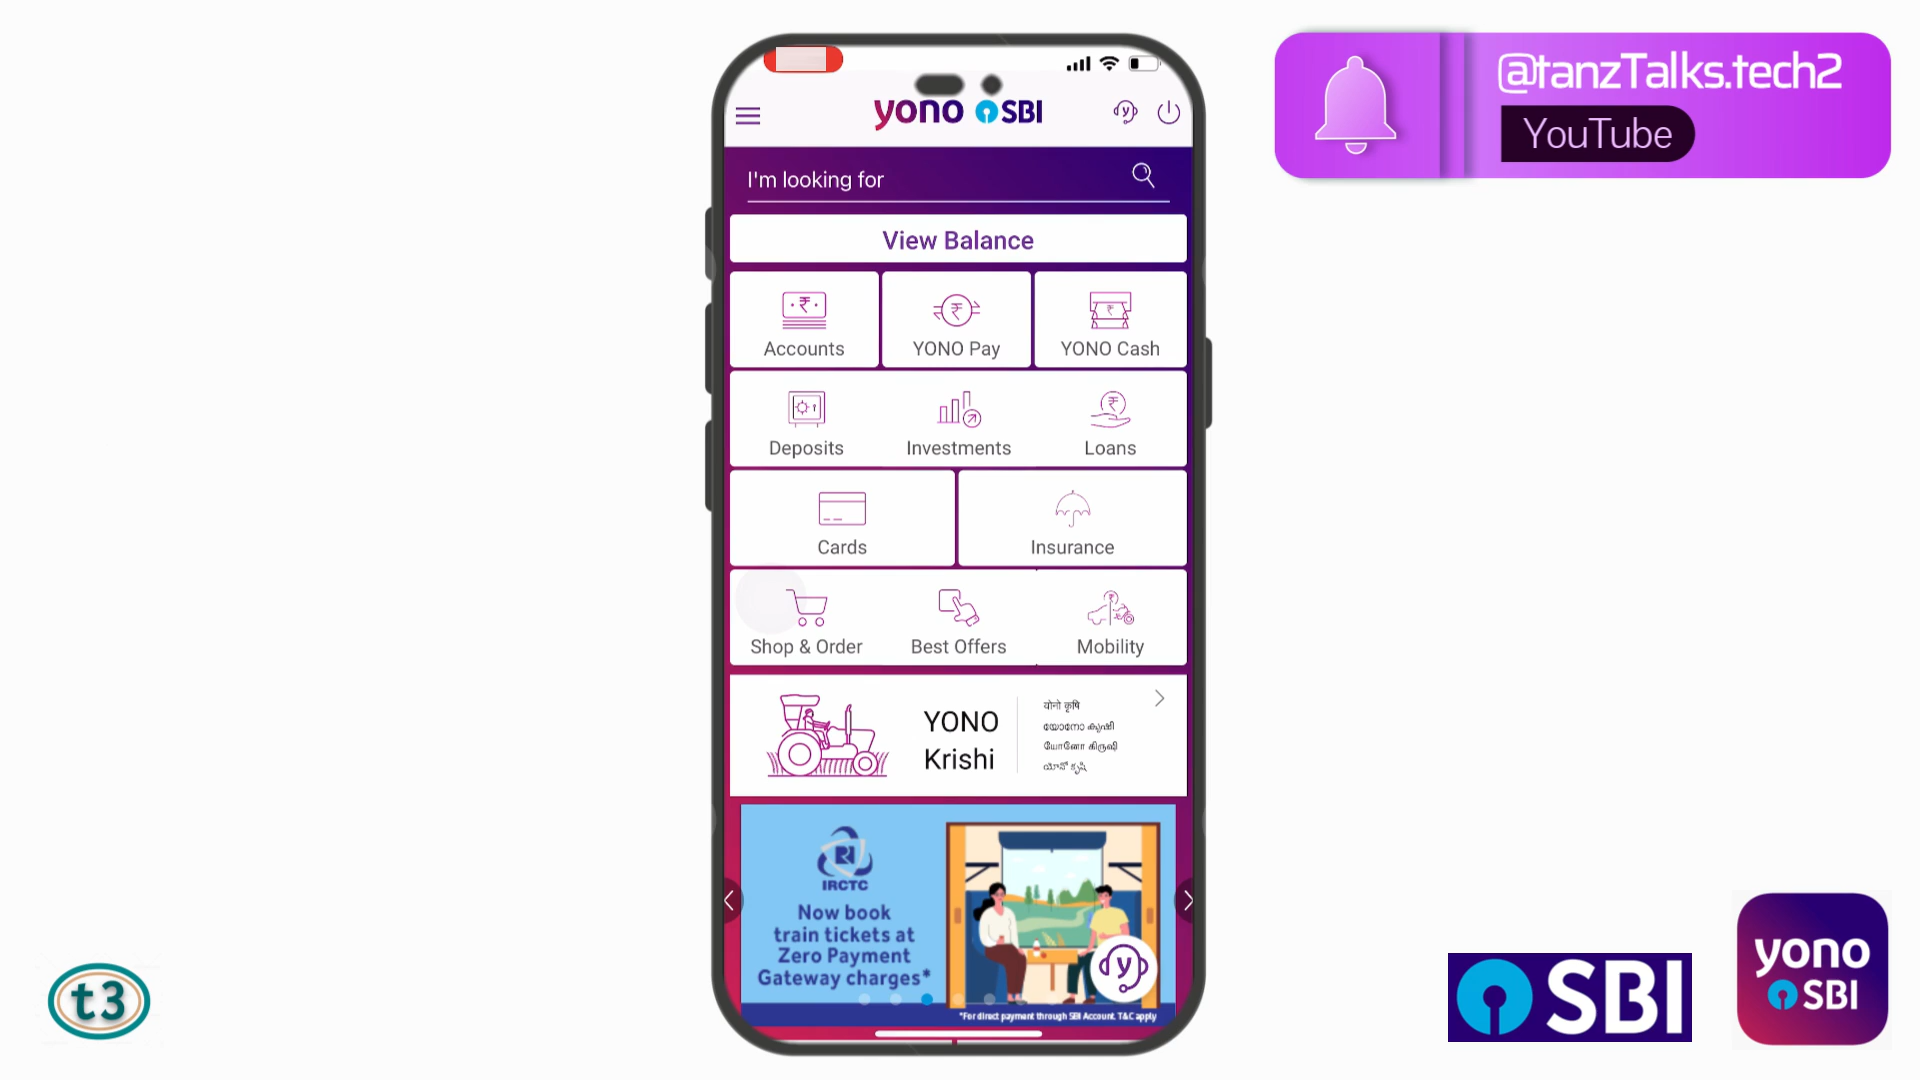 @tanzTalks.tech2
YouTube
yono SBI
I'm looking for
View Balance
Accounts
YONO Pay
YONO Cash
Deposits
Investments
Loans
Cards
Insurance
Shop & Order
Best Offers
Mobility
YONO
Krishi
योनो कृषि
യോനോ കൃഷി
யோனோ கிருஷி
యోనో కృషి
IRCTC
Now book
train tickets at
Zero Payment
Gateway charges*
y
*For direct payment through SBI Account. T&C apply
t3
SBI
yono
SBI